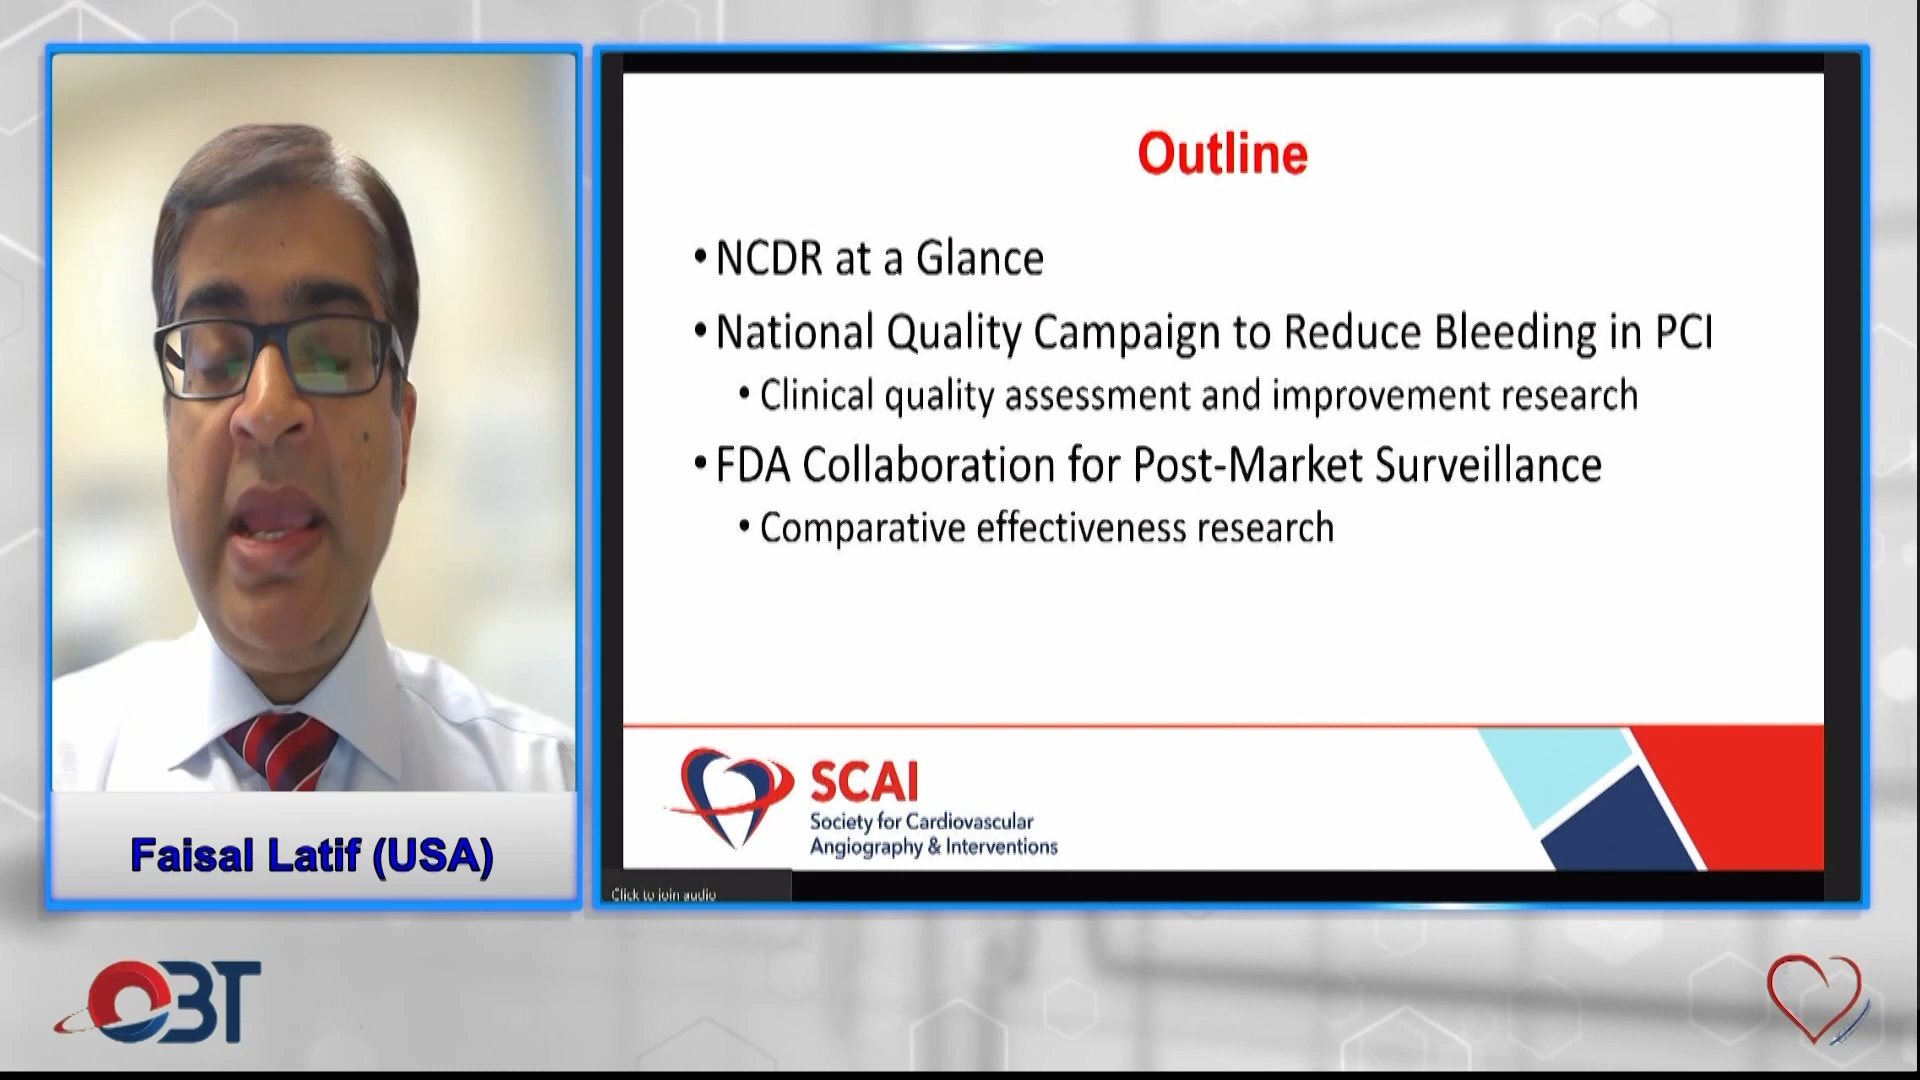 Outline
• NCDR at a Glance
• National Quality Campaign to Reduce Bleeding in PCI
• Clinical quality assessment and improvement research
• FDA Collaboration for Post-Market Surveillance
• Comparative effectiveness research
SCAI
Society for Cardiovascular
Angiography & Interventions
Click to join audio
Faisal Latif (USA)
OBT